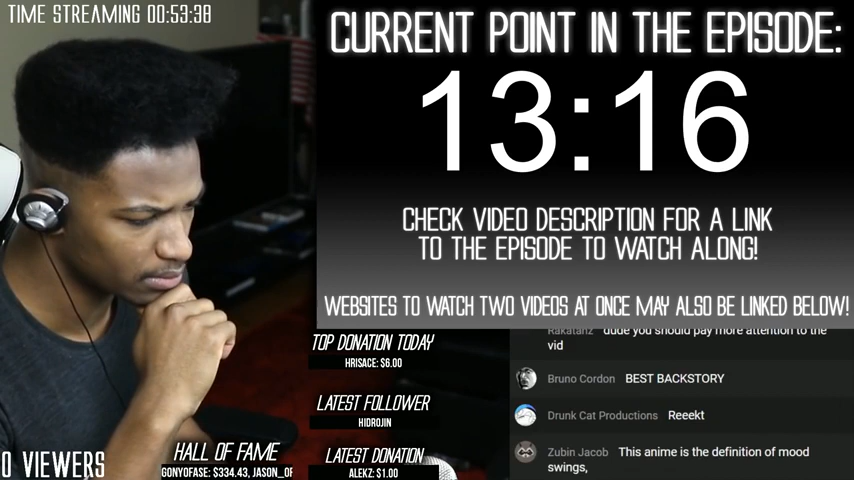 TIME STREAMING 00:53:38
CURRENT POINT IN THE EPISODE:
13:16
CHECK VIDEO DESCRIPTION FOR A LINK
TO THE EPISODE TO WATCH ALONG!
WEBSITES TO WATCH TWO VIDEOS AT ONCE MAY ALSO BE LINKED BELOW!
TOP DONATION TODAY
HRISACE: $6.00
LATEST FOLLOWER
HIDROJIN
LATEST DONATION
ALEKZ: $1.00
HALL OF FAME
GONYOFASE: $334.43, JASON_OF
0 VIEWERS
Rakatanz dude you should pay more attention to the
vid
Bruno Cordon BEST BACKSTORY
Drunk Cat Productions Reeekt
Zubin Jacob This anime is the definition of mood
swings,